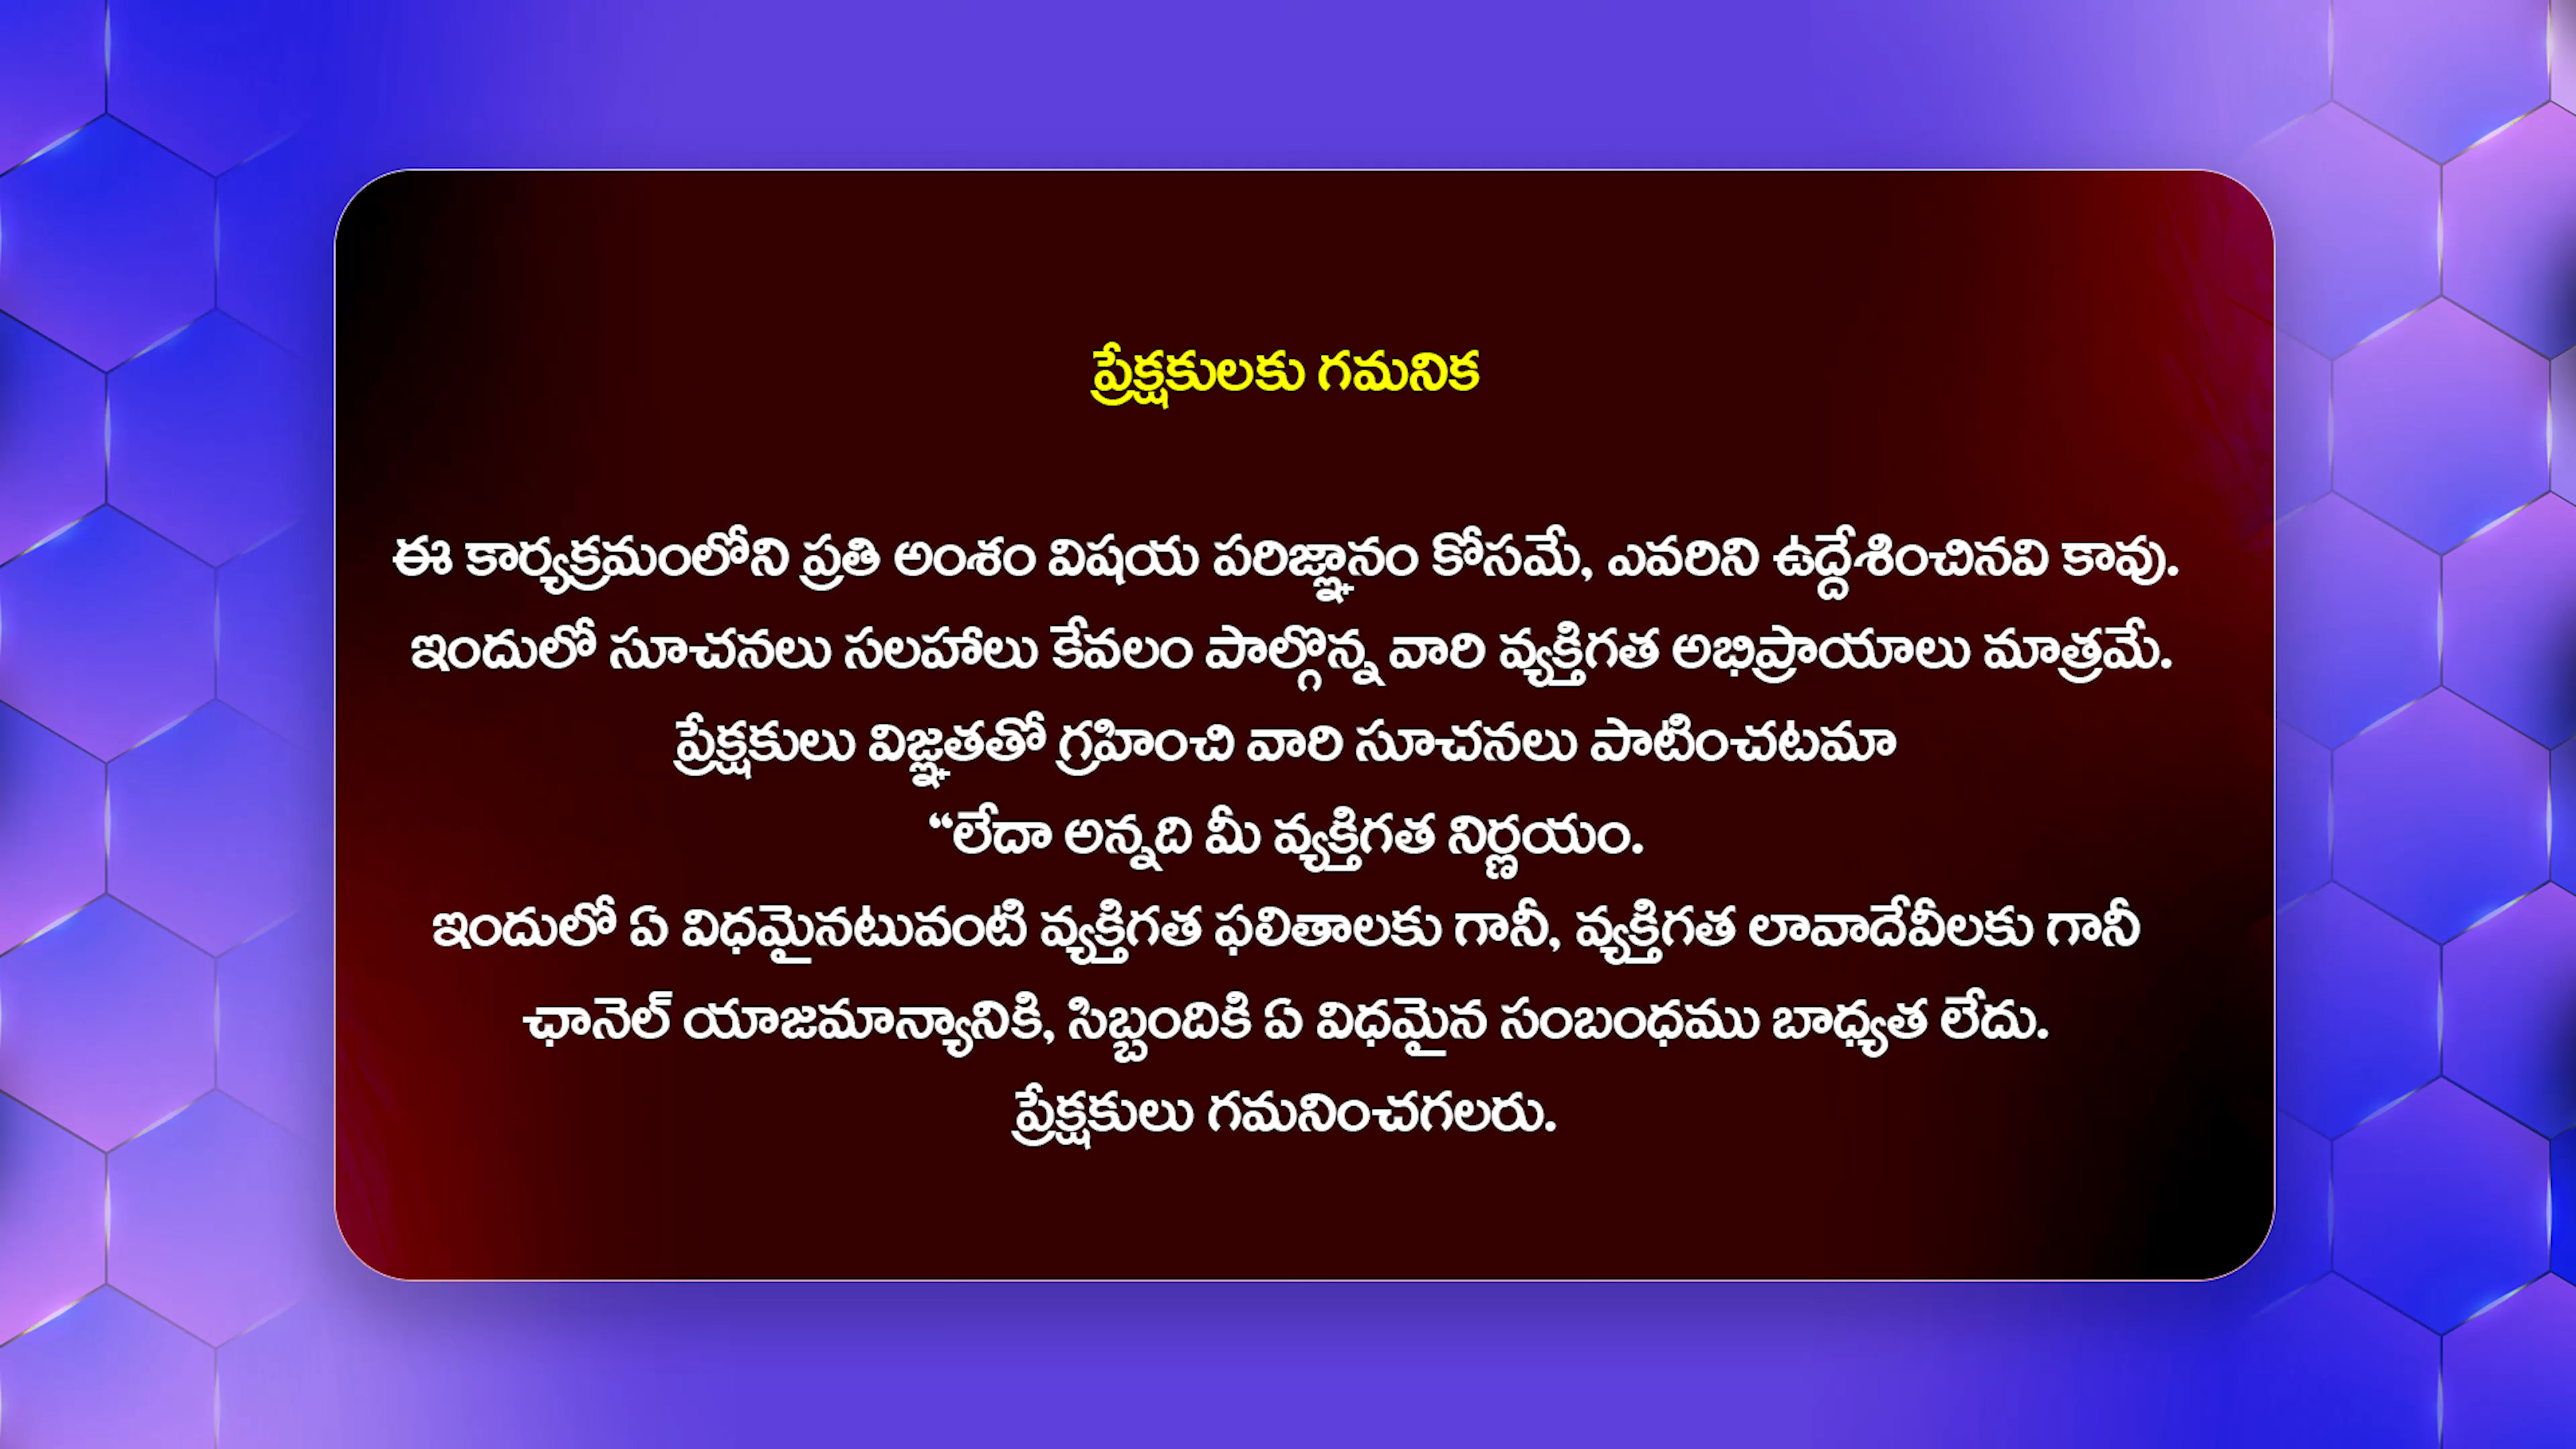 ప్రేక్షకులకు గమనిక
ఈ కార్యక్రమంలోని ప్రతి అంశం విషయ పరిజ్ఞానం కోసమే, ఎవరిని ఉద్దేశించినవి కావు.
ఇందులో సూచనలు సలహాలు కేవలం పాల్గొన్న వారి వ్యక్తిగత అభిప్రాయాలు మాత్రమే.
ప్రేక్షకులు విజ్ఞతతో గ్రహించి వారి సూచనలు పాటించటమా
“లేదా అన్నది మీ వ్యక్తిగత నిర్ణయం.
ఇందులో ఏ విధమైనటువంటి వ్యక్తిగత ఫలితాలకు గానీ, వ్యక్తిగత లావాదేవీలకు గానీ
ఛానెల్ యాజమాన్యానికి, సిబ్బందికి ఏ విధమైన సంబంధము బాధ్యత లేదు.
ప్రేక్షకులు గమనించగలరు.